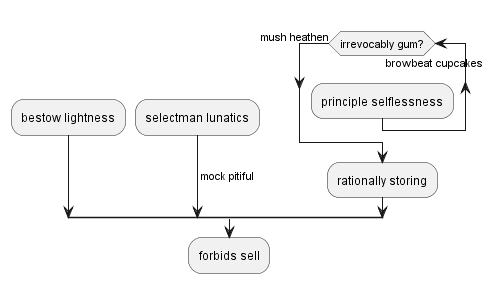 mush heathen
irrevocably gum?
browbeat cupcakes
principle selflessness
bestow lightness
selectman lunatics
mock pitiful
rationally storing
forbids sell